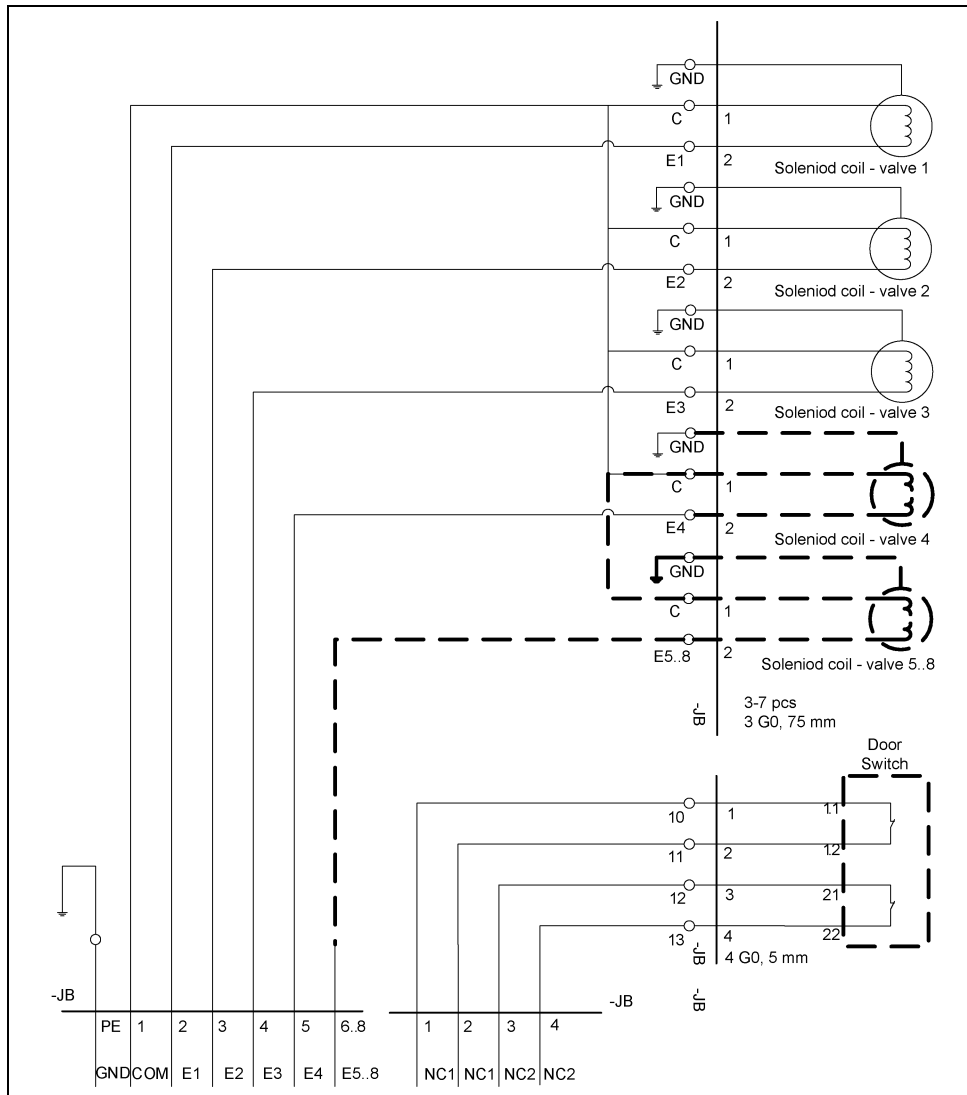 GND
C 1
E1 2
Soleniod coil - valve 1
GND
C 1
E2 2
Soleniod coil - valve 2
GND
C 1
E3 2
Soleniod coil - valve 3
GND
C 1
E4 2
Soleniod coil - valve 4
GND
C 1
E5..8 2
Soleniod coil - valve 5..8
-JB
3-7 pcs
3 G0, 75 mm
Door
Switch
10 1 11
11 2 12
12 3 21
13 4 22
-JB
4 G0, 5 mm
-JB
-JB
-JB
PE 1 2 3 4 5 6..8
1 2 3 4
GND COM E1 E2 E3 E4 E5..8
NC1 NC1 NC2 NC2